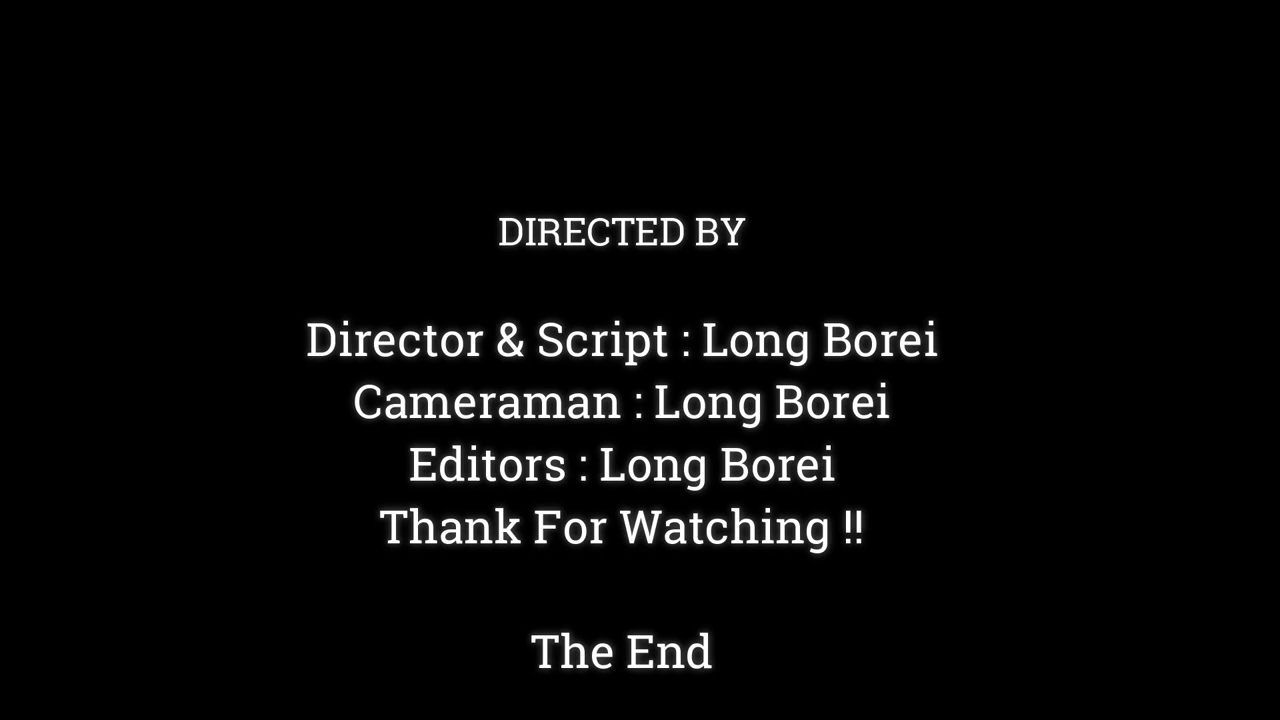 DIRECTED BY
Director & Script : Long Borei
Cameraman : Long Borei
Editors : Long Borei
Thank For Watching !!
The End